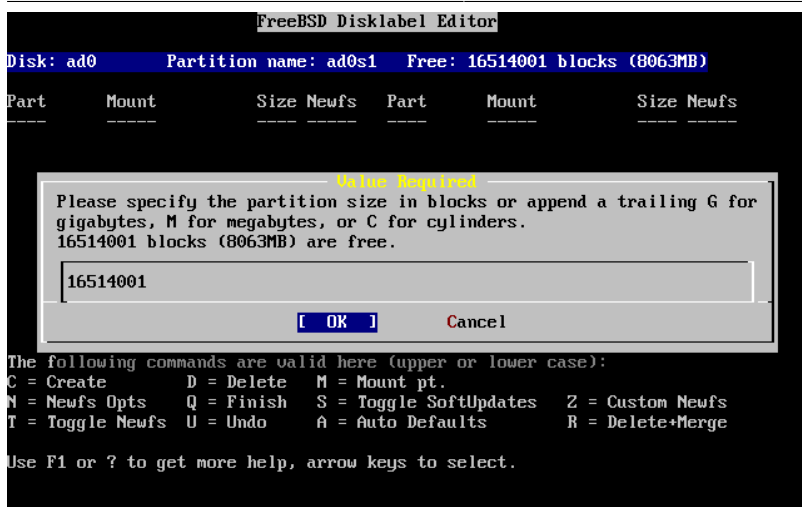 FreeBSD Disklabel Editor
Disk: ad0 Partition name: ad0s1 Free: 16514001 blocks (8063MB)
Part Mount Size Newfs Part Mount Size Newfs
---- ----- ---- ----- ---- ----- ---- -----
Value Required
Please specify the partition size in blocks or append a trailing G for
gigabytes, M for megabytes, or C for cylinders.
16514001 blocks (8063MB) are free.
16514001
[ OK ] Cancel
The following commands are valid here (upper or lower case):
C = Create D = Delete M = Mount pt.
N = Newfs Opts Q = Finish S = Toggle SoftUpdates Z = Custom Newfs
T = Toggle Newfs U = Undo A = Auto Defaults R = Delete+Merge
Use F1 or ? to get more help, arrow keys to select.